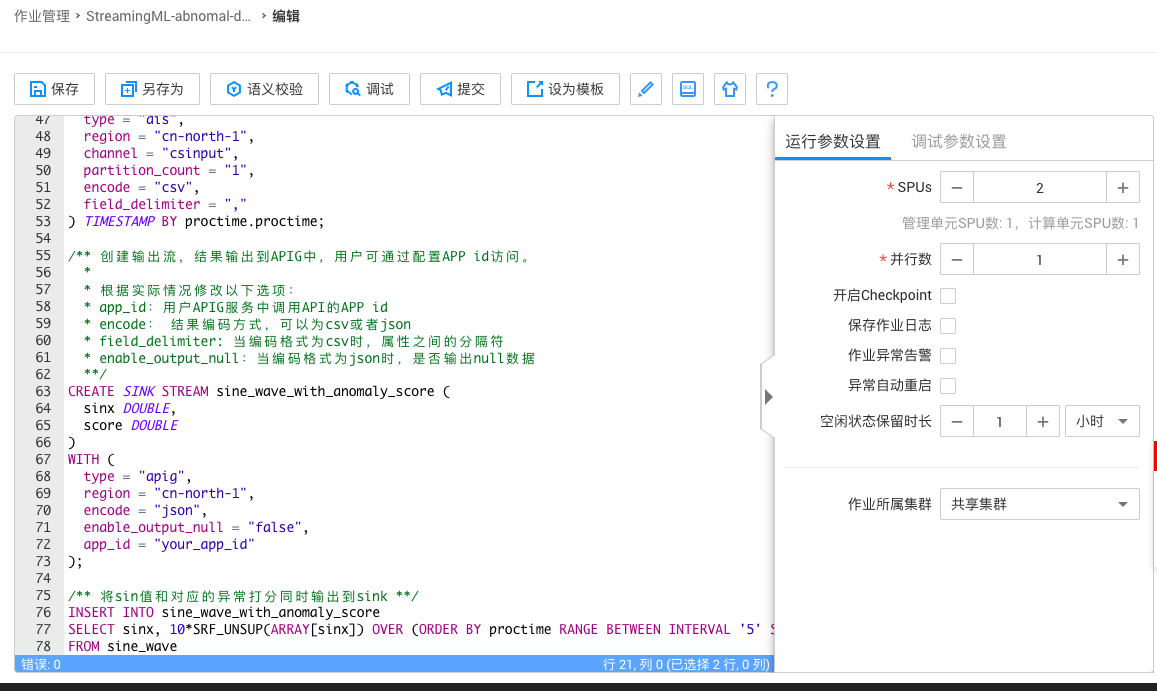 作业管理 › StreamingML-abnomal-d... › 编辑
保存 另存为 语义校验 调试 提交 设为模板 SQL ?
47 type = "dis",
48 region = "cn-north-1",
49 channel = "csinput",
50 partition_count = "1",
51 encode = "csv",
52 field_delimiter = ","
53 ) TIMESTAMP BY proctime.proctime;
54
55 /** 创建输出流，结果输出到APIG中，用户可通过配置APP id访问。
56 *
57 * 根据实际情况修改以下选项：
58 * app_id：用户APIG服务中调用API的APP id
59 * encode： 结果编码方式，可以为csv或者json
60 * field_delimiter: 当编码格式为csv时，属性之间的分隔符
61 * enable_output_null：当编码格式为json时，是否输出null数据
62 **/
63 CREATE SINK STREAM sine_wave_with_anomaly_score (
64 sinx DOUBLE,
65 score DOUBLE
66 )
67 WITH (
68 type = "apig",
69 region = "cn-north-1",
70 encode = "json",
71 enable_output_null = "false",
72 app_id = "your_app_id"
73 );
74
75 /** 将sin值和对应的异常打分同时输出到sink **/
76 INSERT INTO sine_wave_with_anomaly_score
77 SELECT sinx, 10*SRF_UNSUP(ARRAY[sinx]) OVER (ORDER BY proctime RANGE BETWEEN INTERVAL '5' S
78 FROM sine_wave
错误: 0 行 21, 列 0 (已选择 2 行, 0 列)
运行参数设置 调试参数设置
* SPUs − 2 +
管理单元SPU数: 1，计算单元SPU数: 1
* 并行数 − 1 +
开启Checkpoint
保存作业日志
作业异常告警
异常自动重启
空闲状态保留时长 − 1 + 小时
作业所属集群 共享集群